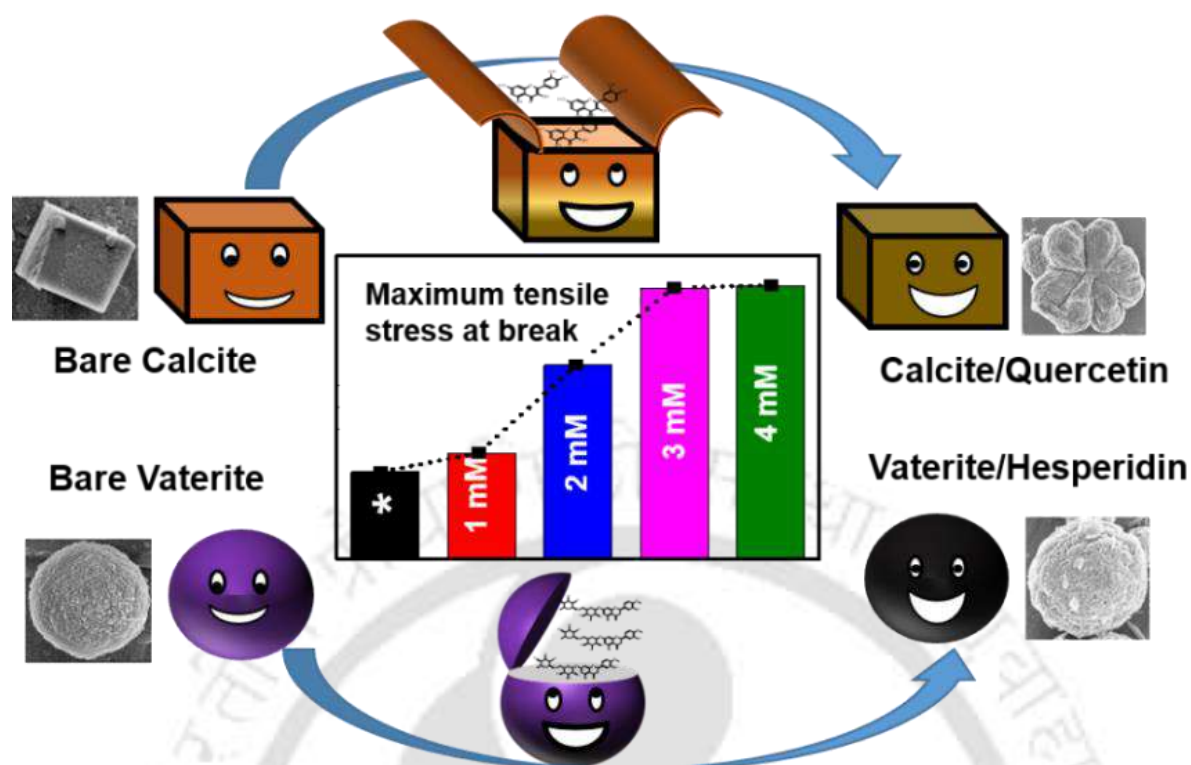 Maximum tensile
stress at break
Bare Calcite
Calcite/Quercetin
*
1 mM
2 mM
3 mM
4 mM
Bare Vaterite
Vaterite/Hesperidin